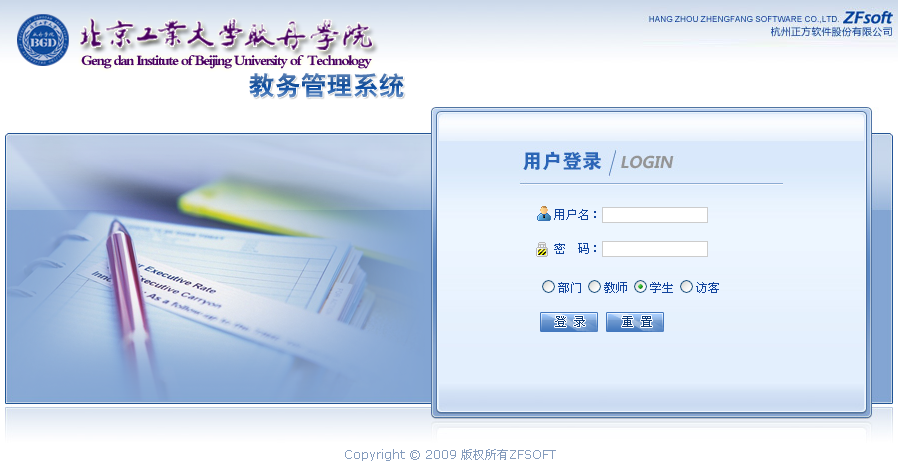 HANG ZHOU ZHENGFANG SOFTWARE CO.,LTD. ZFsoft
杭州正方软件股份有限公司
BGD
北京工業大學耿丹學院
Geng dan Institute of Beijing University of Technology
教务管理系统
用户登录 / LOGIN
用户名：
密 码：
部门 教师 学生 访客
登 录 重 置
Executive Rate
Executive Carryon
As a follow-up to the
Copyright © 2009 版权所有ZFSOFT